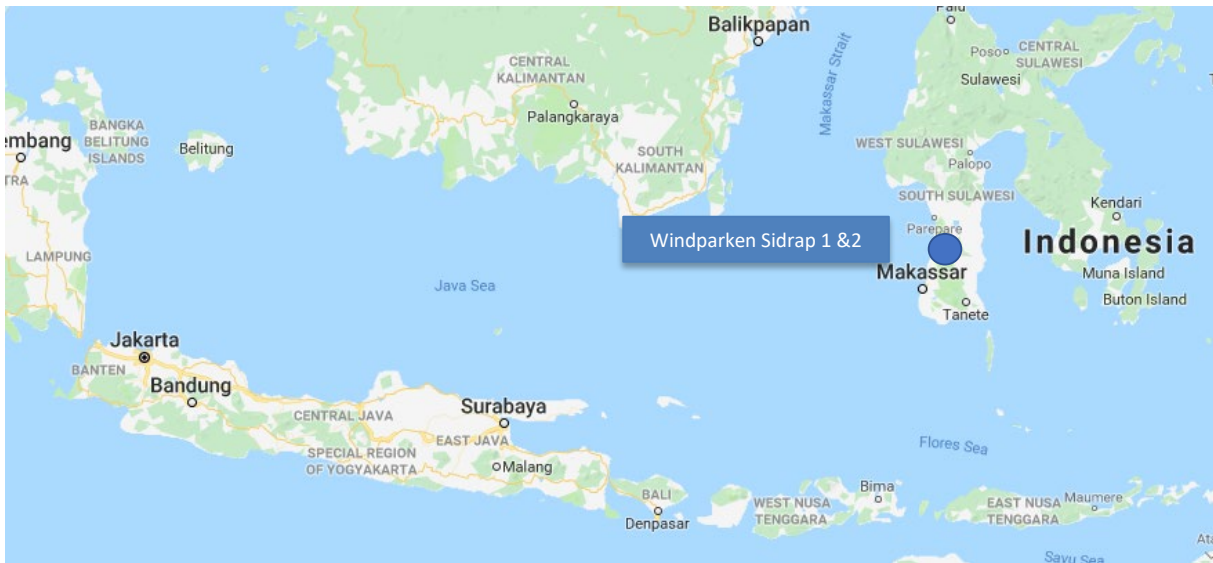 Balikpapan
Palu
Makassar Strait
Poso
CENTRAL
SULAWESI
Sulawesi
CENTRAL
KALIMANTAN
Palangkaraya
BANGKA
BELITUNG
ISLANDS
Belitung
embang
TRA
SOUTH
KALIMANTAN
WEST SULAWESI
Palopo
SOUTH SULAWESI
Kendari
Parepare
Windparken Sidrap 1 &2
Indonesia
LAMPUNG
Makassar
Muna Island
Buton Island
Java Sea
Tanete
Jakarta
BANTEN
Bandung
CENTRAL JAVA
Surabaya
EAST JAVA
SPECIAL REGION
OF YOGYAKARTA
Malang
Flores Sea
BALI
Denpasar
WEST NUSA
TENGGARA
Bima
EAST NUSA
TENGGARA
Maumere
Savu Sea